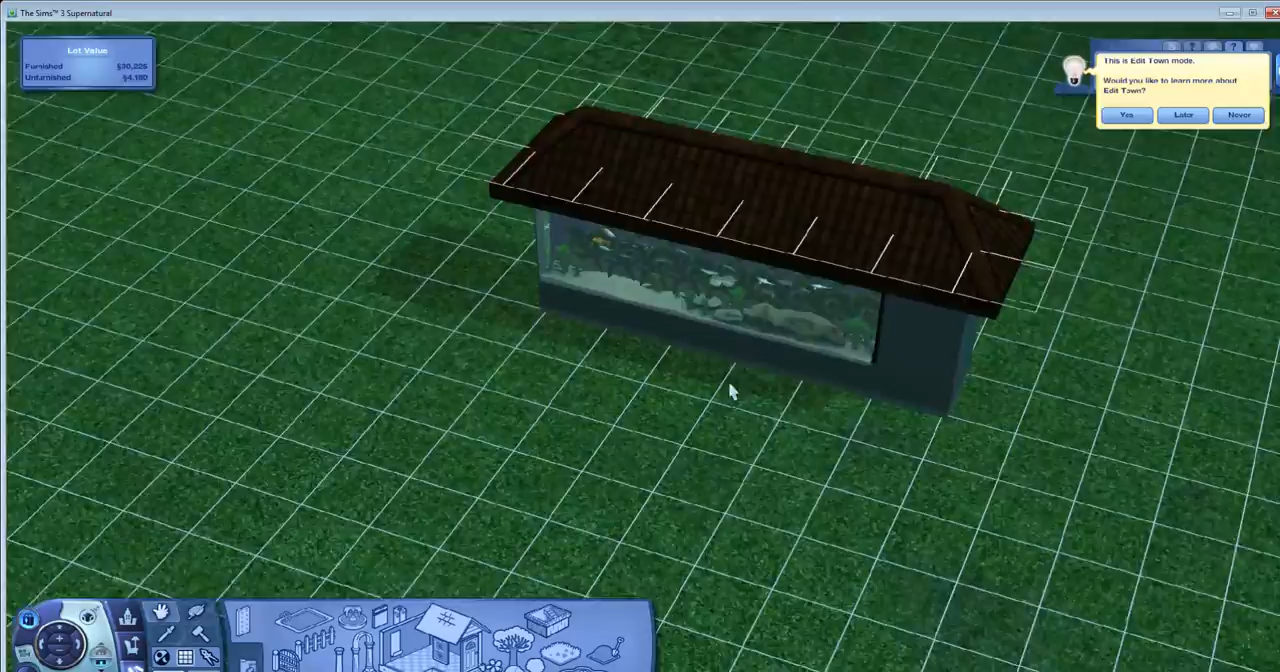 The Sims™ 3 Supernatural
Lot Value
Furnished §30,225
Unfurnished §4,180
This is Edit Town mode.
Would you like to learn more about
Edit Town?
Yes Later Never